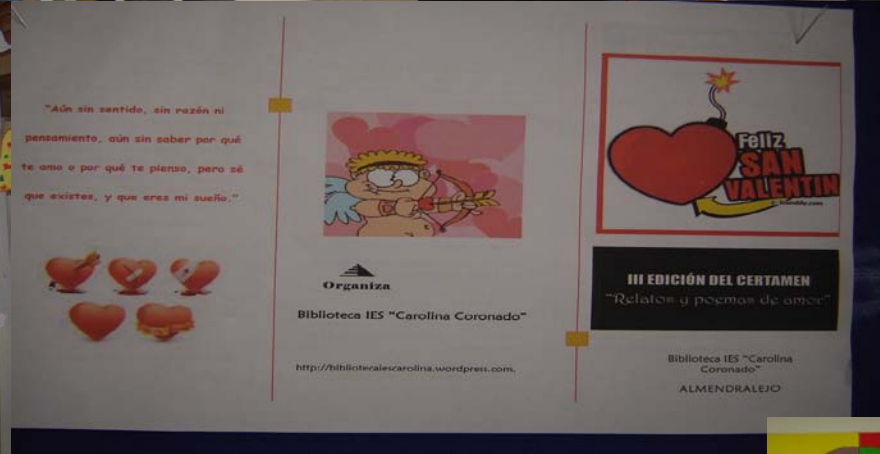 "Aún sin sentido, sin razón ni
pensamiento, aún sin saber por qué
te amo o por qué te pienso, pero sé
que existes, y que eres mi sueño."
Organiza
Biblioteca IES "Carolina Coronado"
http://bibliotecaiescarolina.wordpress.com.
Feliz
SAN
VALENTIN
III EDICIÓN DEL CERTAMEN
"Relatos y poemas de amor"
Biblioteca IES "Carolina
Coronado"
ALMENDRALEJO